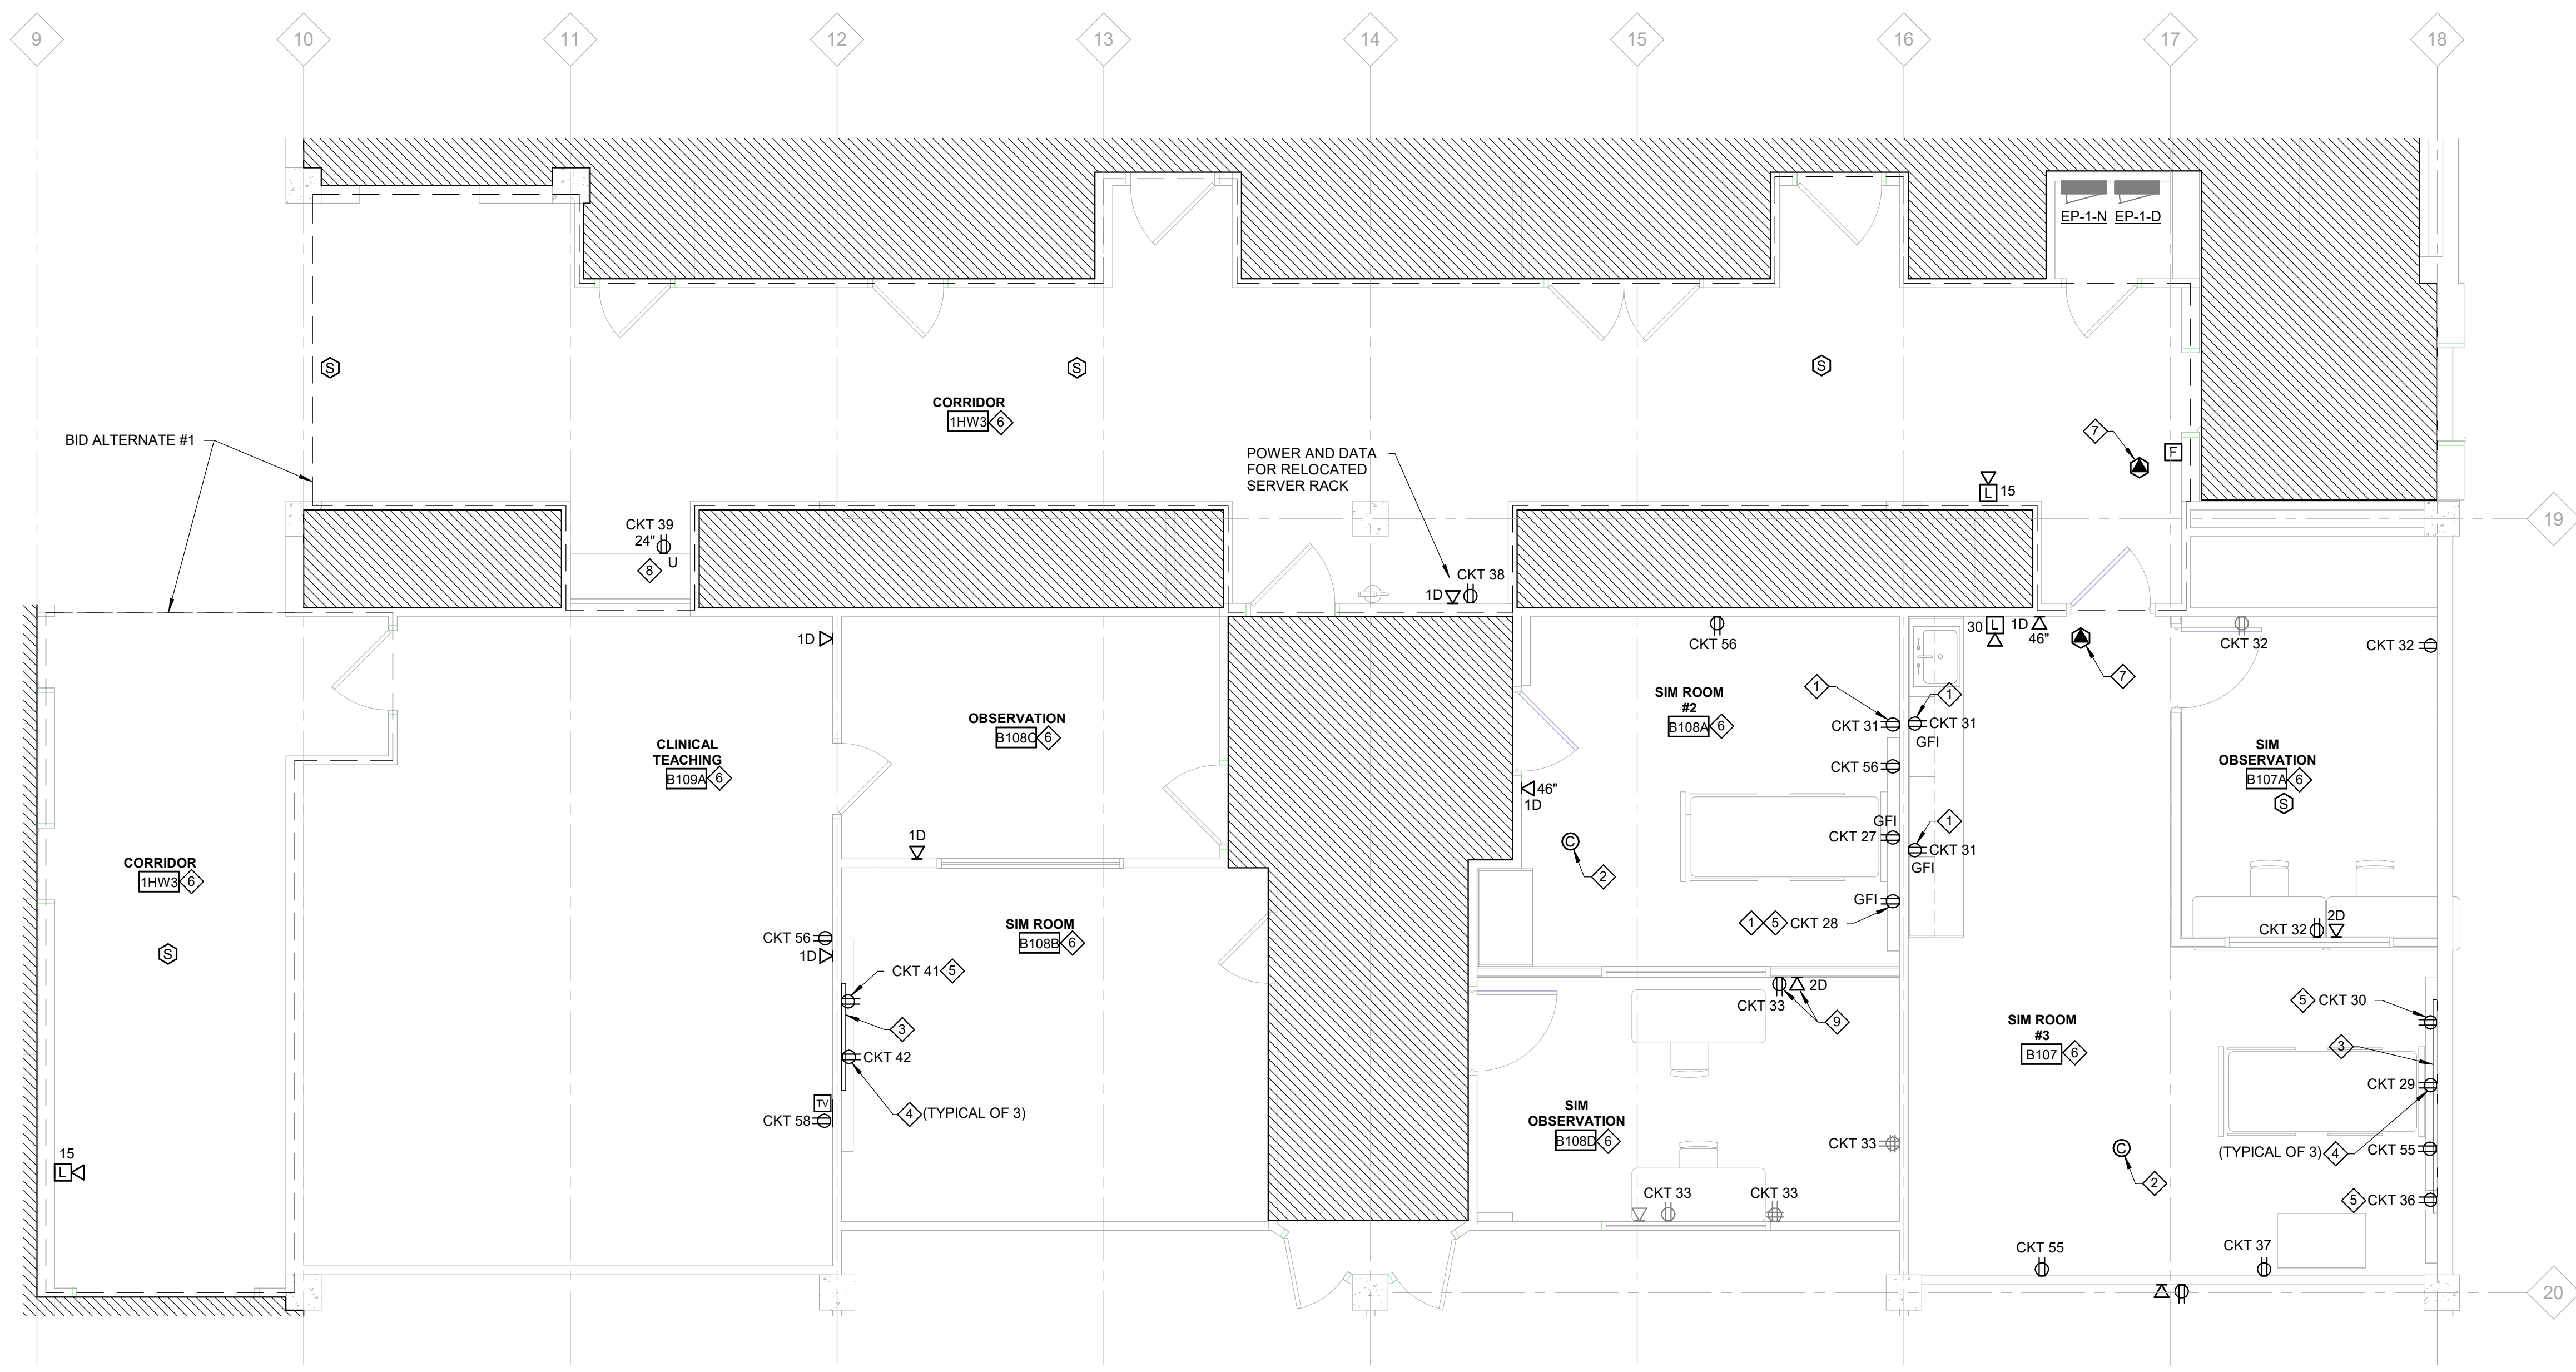 9
10
11
12
13
14
15
16
17
18
EP-1-N
EP-1-D
S
S
S
CORRIDOR
1HW3
6
BID ALTERNATE #1
7
F
POWER AND DATA
FOR RELOCATED
SERVER RACK
L
15
19
CKT 39
24"
U
8
CKT 38
1D
1D
CKT 56
30
L
1D
46"
CKT 32
CKT 32
7
SIM ROOM
#2
B108A
6
1
1
CKT 31
CKT 31
GFI
OBSERVATION
B108C
6
CLINICAL
TEACHING
B109A
6
SIM
OBSERVATION
B107A
6
S
CKT 56
46"
1D
GFI
CKT 27
1
CKT 31
GFI
C
2
1D
CORRIDOR
1HW3
6
S
GFI
1
5
CKT 28
SIM ROOM
B108B
6
CKT 56
1D
CKT 41
5
3
CKT 42
4
(TYPICAL OF 3)
TV
CKT 58
2D
CKT 32
2D
CKT 33
9
5
CKT 30
SIM ROOM
#3
B107
6
3
CKT 29
SIM
OBSERVATION
B108D
6
CKT 33
C
2
(TYPICAL OF 3)
4
CKT 55
5
CKT 36
15
L
CKT 33
CKT 33
CKT 55
CKT 37
20